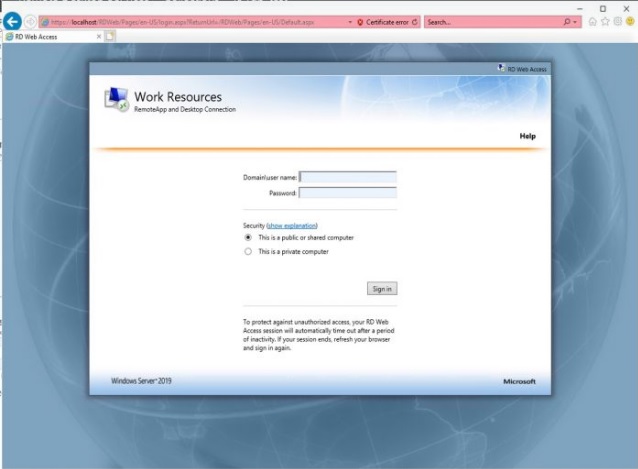 https://localhost/RDWeb/Pages/en-US/login.aspx?ReturnUrl=/RDWeb/Pages/en-US/Default.aspx
Certificate error
Search...
RD Web Access
RD Web Access
Work Resources
RemoteApp and Desktop Connection
Help
Domain\user name:
Password:
Security (show explanation)
This is a public or shared computer
This is a private computer
Sign in
To protect against unauthorized access, your RD Web
Access session will automatically time out after a period
of inactivity. If your session ends, refresh your browser
and sign in again.
Windows Server® 2019
Microsoft